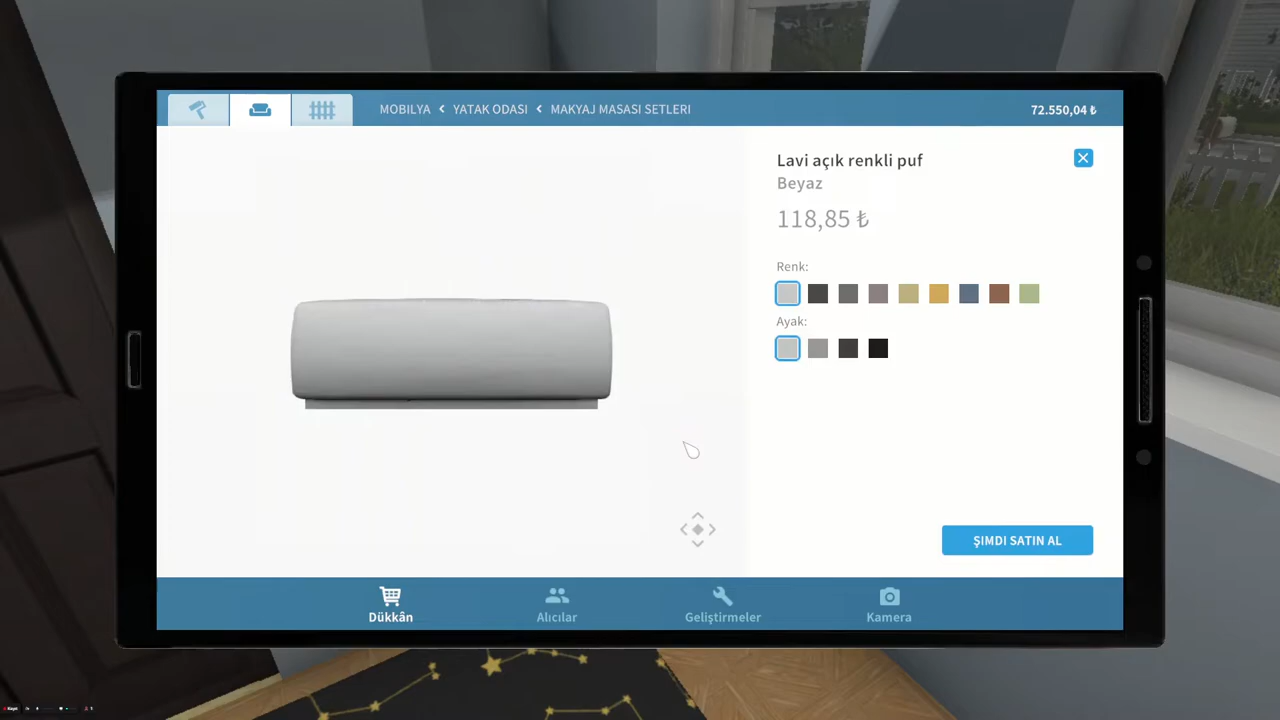 MOBILYA < YATAK ODASI < MAKYAJ MASASI SETLERI
72.550,04 ₺
Lavi açık renkli puf
Beyaz
118,85 ₺
Renk:
Ayak:
ŞIMDI SATIN AL
Dükkân
Alıcılar
Geliştirmeler
Kamera